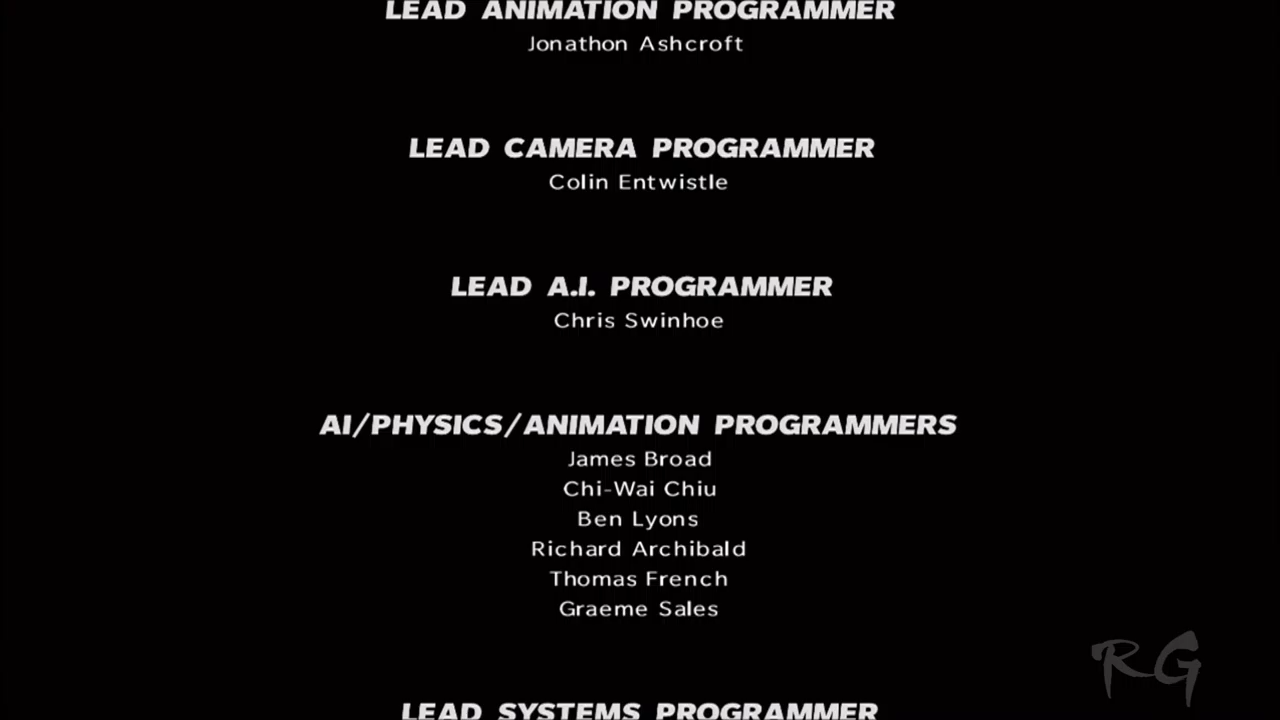 LEAD ANIMATION PROGRAMMER
Jonathon Ashcroft
LEAD CAMERA PROGRAMMER
Colin Entwistle
LEAD A.I. PROGRAMMER
Chris Swinhoe
AI/PHYSICS/ANIMATION PROGRAMMERS
James Broad
Chi-Wai Chiu
Ben Lyons
Richard Archibald
Thomas French
Graeme Sales
RG
LEAD SYSTEMS PROGRAMMER